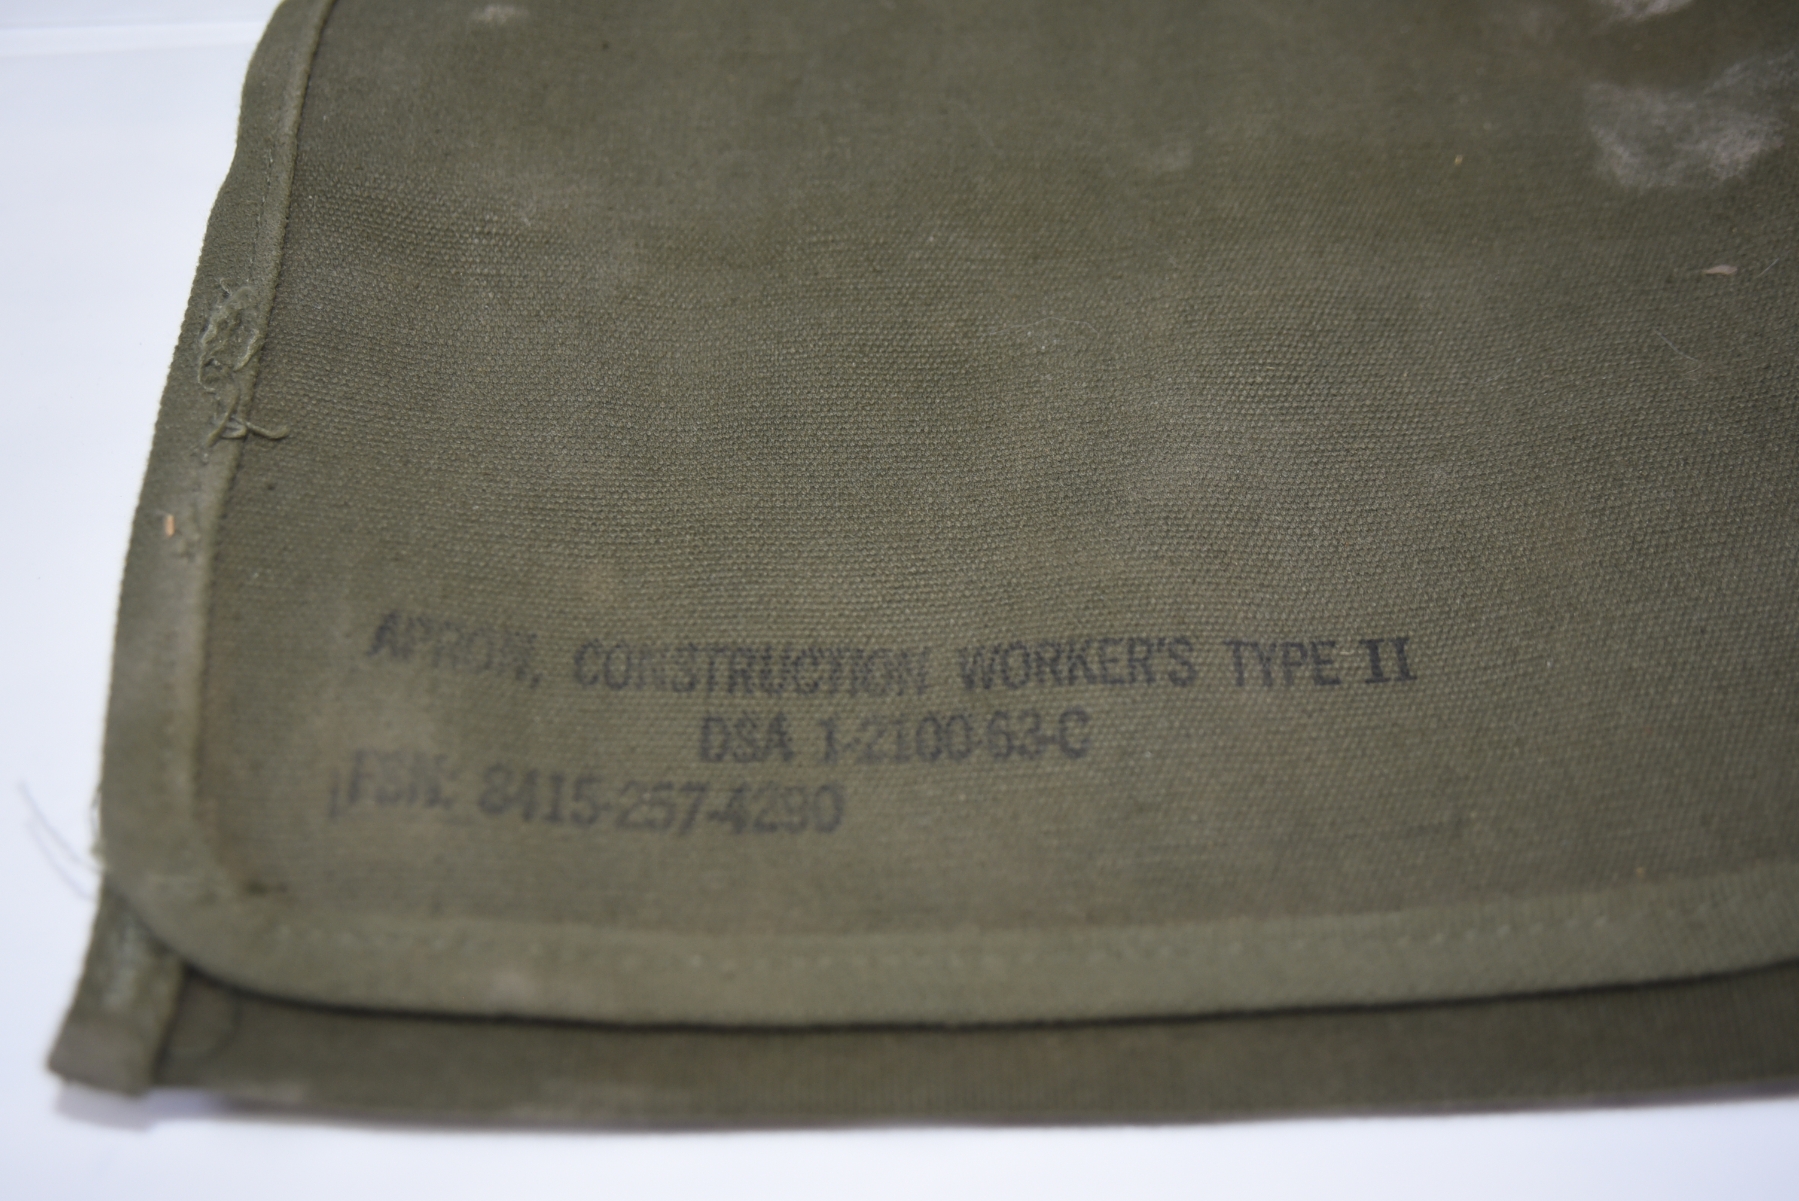 APRON, CONSTRUCTION WORKER'S TYPE II
DSA 1-2100-63-C
FSN: 8415-257-4290